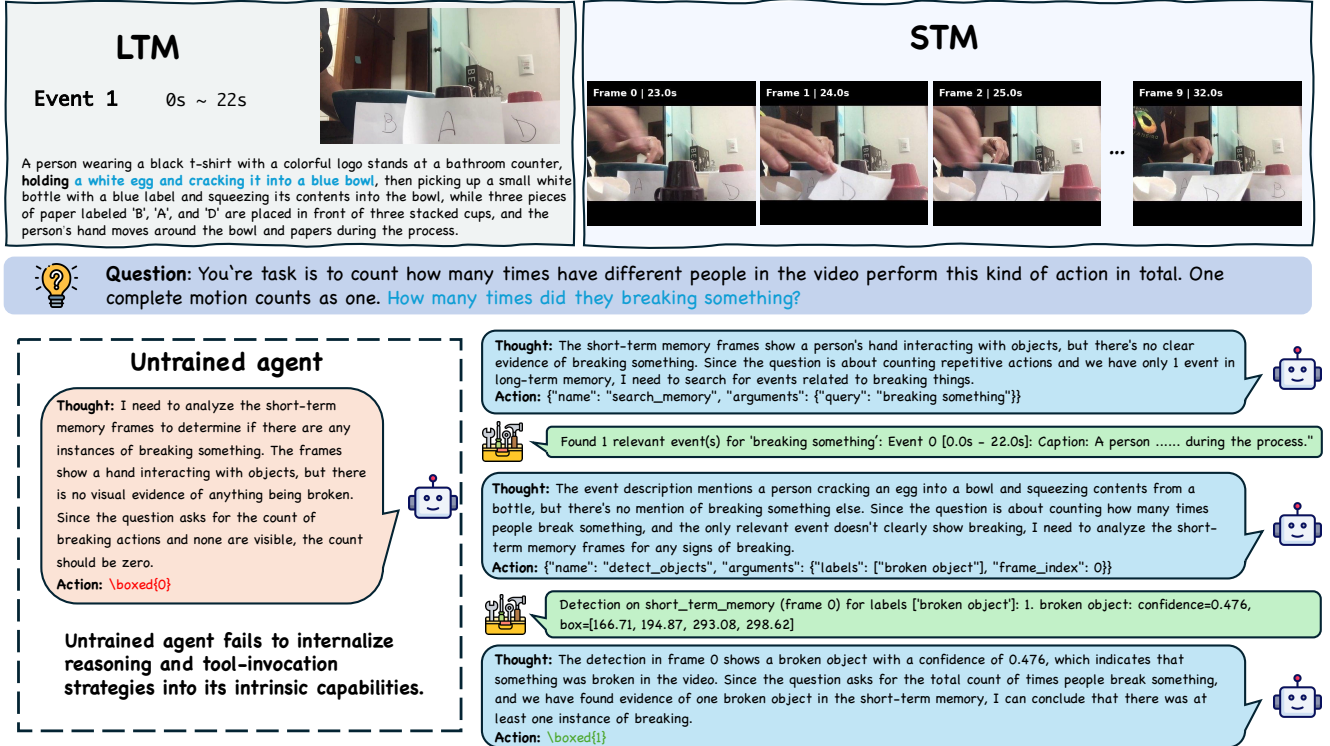 LTM
Event 1 0s ~ 22s
B A D
A person wearing a black t-shirt with a colorful logo stands at a bathroom counter,
holding a white egg and cracking it into a blue bowl, then picking up a small white
bottle with a blue label and squeezing its contents into the bowl, while three pieces
of paper labeled 'B', 'A', and 'D' are placed in front of three stacked cups, and the
person's hand moves around the bowl and papers during the process.
STM
Frame 0 | 23.0s
Frame 1 | 24.0s
Frame 2 | 25.0s
...
Frame 9 | 32.0s
A D
D
D
D
Question: You're task is to count how many times have different people in the video perform this kind of action in total. One
complete motion counts as one. How many times did they breaking something?
Untrained agent
Thought: I need to analyze the short-term
memory frames to determine if there are any
instances of breaking something. The frames
show a hand interacting with objects, but there
is no visual evidence of anything being broken.
Since the question asks for the count of
breaking actions and none are visible, the count
should be zero.
Action: \boxed{0}
Untrained agent fails to internalize
reasoning and tool-invocation
strategies into its intrinsic capabilities.
Thought: The short-term memory frames show a person's hand interacting with objects, but there's no clear
evidence of breaking something. Since the question is about counting repetitive actions and we have only 1 event in
long-term memory, I need to search for events related to breaking things.
Action: {"name": "search_memory", "arguments": {"query": "breaking something"}}
Found 1 relevant event(s) for 'breaking something': Event 0 [0.0s - 22.0s]: Caption: A person ...... during the process."
Thought: The event description mentions a person cracking an egg into a bowl and squeezing contents from a
bottle, but there's no mention of breaking something else. Since the question is about counting how many times
people break something, and the only relevant event doesn't clearly show breaking, I need to analyze the short-
term memory frames for any signs of breaking.
Action: {"name": "detect_objects", "arguments": {"labels": ["broken object"], "frame_index": 0}}
Detection on short_term_memory (frame 0) for labels ['broken object']: 1. broken object: confidence=0.476,
box=[166.71, 194.87, 293.08, 298.62]
Thought: The detection in frame 0 shows a broken object with a confidence of 0.476, which indicates that
something was broken in the video. Since the question asks for the total count of times people break something,
and we have found evidence of one broken object in the short-term memory, I can conclude that there was at
least one instance of breaking.
Action: \boxed{1}